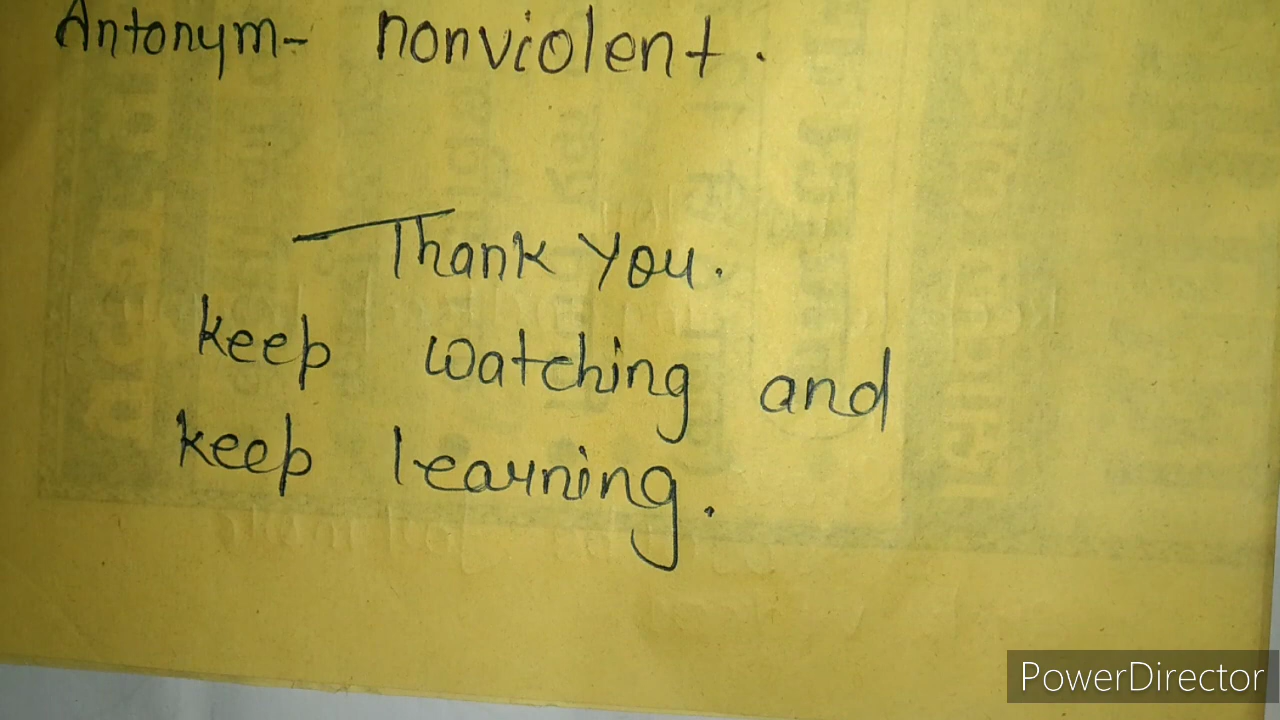 Antonym- nonviolent.
Thank you.
keep watching and
keep learning.
PowerDirector